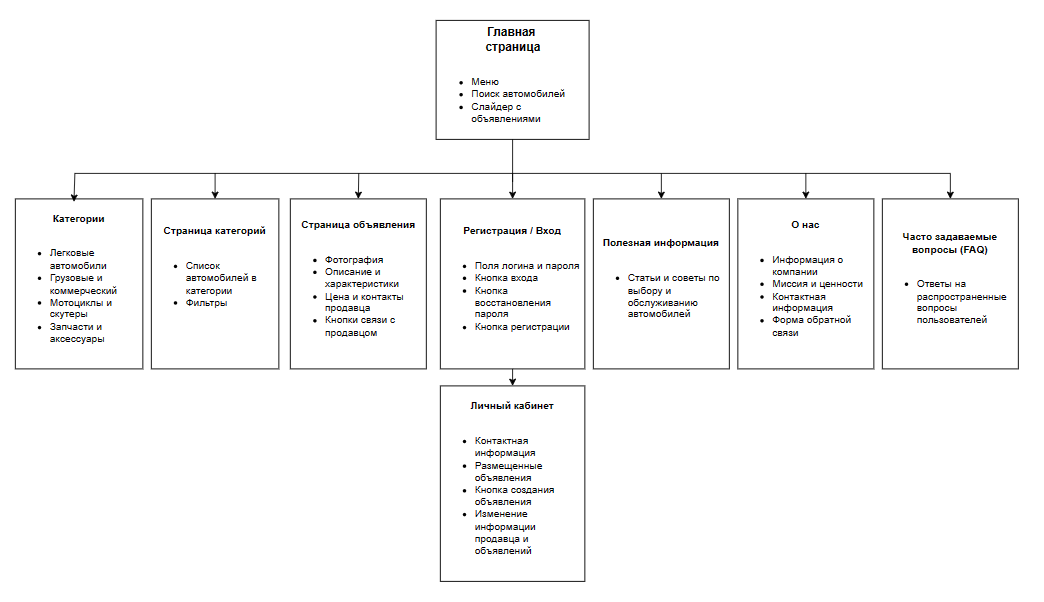 Главная
страница
• Меню
• Поиск автомобилей
• Слайдер с
объявлениями
Категории
• Легковые
автомобили
• Грузовые и
коммерческий
• Мотоциклы и
скутеры
• Запчасти и
аксессуары
Страница категорий
• Список
автомобилей в
категории
• Фильтры
Страница объявления
• Фотография
• Описание и
характеристики
• Цена и контакты
продавца
• Кнопки связи с
продавцом
Регистрация / Вход
• Поля логина и пароля
• Кнопка входа
• Кнопка
восстановления
пароля
• Кнопка регистрации
Полезная информация
• Статьи и советы по
выбору и
обслуживанию
автомобилей
О нас
• Информация о
компании
• Миссия и ценности
• Контактная
информация
• Форма обратной
связи
Часто задаваемые
вопросы (FAQ)
• Ответы на
распространенные
вопросы
пользователей
Личный кабинет
• Контактная
информация
• Размещенные
объявления
• Кнопка создания
объявления
• Изменение
информации
продавца и
объявлений